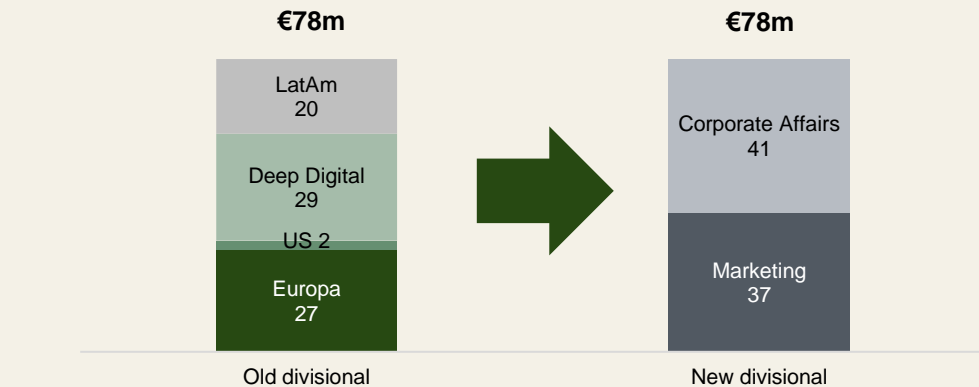 €78m
€78m
LatAm
20
Deep Digital
29
US 2
Europa
27
Corporate Affairs
41
Marketing
37
Old divisional
New divisional